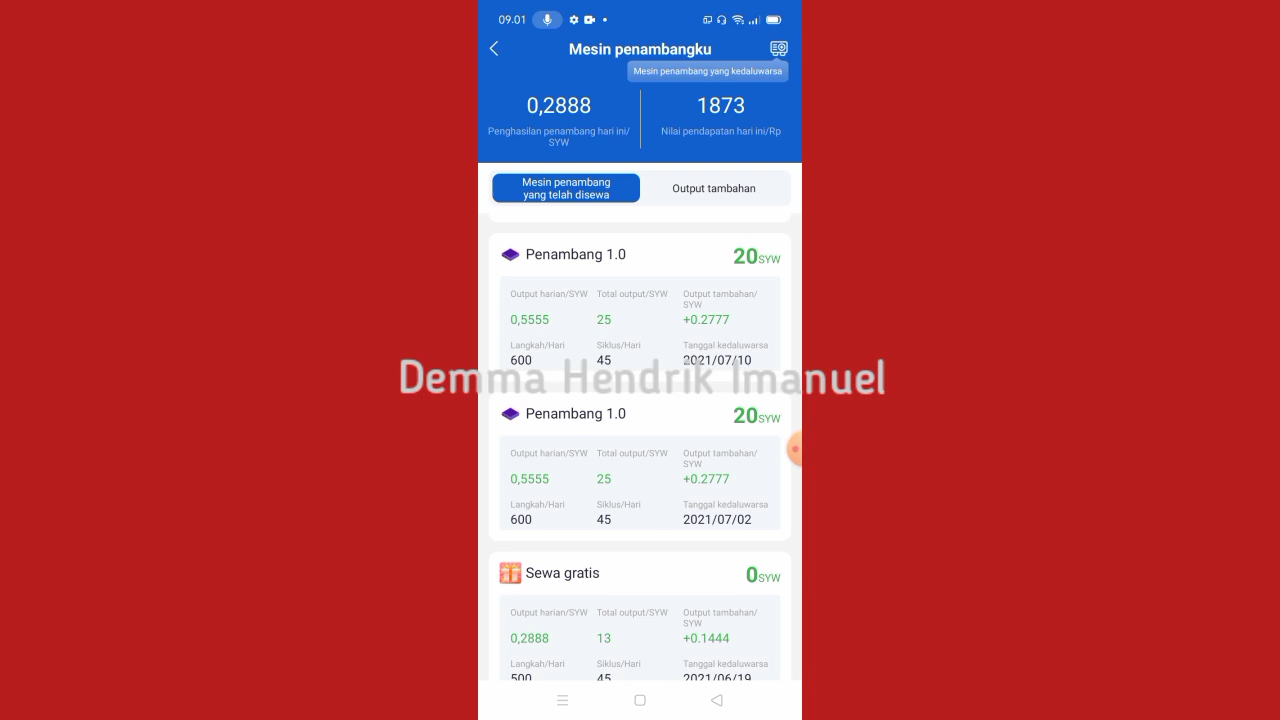 09.01
Mesin penambangku
Mesin penambang yang kedaluwarsa
0,2888
1873
Penghasilan penambang hari ini/
SYW
Nilai pendapatan hari ini/Rp
Mesin penambang
yang telah disewa
Output tambahan
Penambang 1.0
20SYW
Output harian/SYW Total output/SYW Output tambahan/
SYW
0,5555 25 +0.2777
Langkah/Hari Siklus/Hari Tanggal kedaluwarsa
600 45 2021/07/10
Demma Hendrik Imanuel
Penambang 1.0
20SYW
Output harian/SYW Total output/SYW Output tambahan/
SYW
0,5555 25 +0.2777
Langkah/Hari Siklus/Hari Tanggal kedaluwarsa
600 45 2021/07/02
Sewa gratis
0SYW
Output harian/SYW Total output/SYW Output tambahan/
SYW
0,2888 13 +0.1444
Langkah/Hari Siklus/Hari Tanggal kedaluwarsa
500 45 2021/06/19